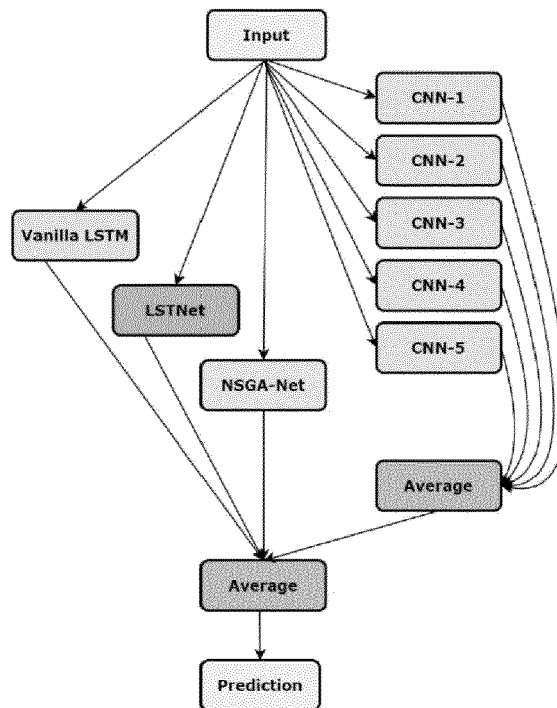 Input
CNN-1
CNN-2
CNN-3
CNN-4
CNN-5
Vanilla LSTM
LSTNet
NSGA-Net
Average
Average
Prediction